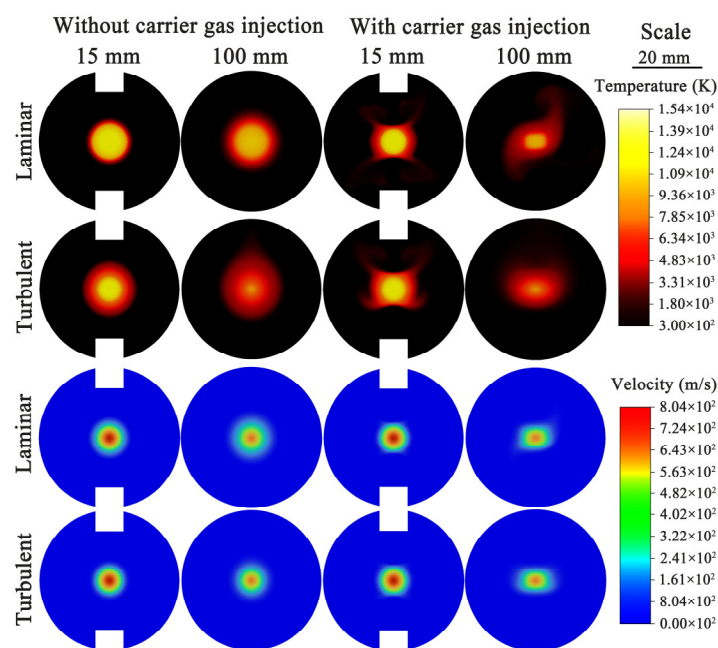 Without carrier gas injection With carrier gas injection Scale
15 mm 100 mm 15 mm 100 mm 20 mm
Temperature (K)
Laminar
1.54×10⁴
1.39×10⁴
1.24×10⁴
1.09×10⁴
9.36×10³
7.85×10³
6.34×10³
4.83×10³
3.31×10³
1.80×10³
3.00×10²
Turbulent
Velocity (m/s)
Laminar
8.04×10²
7.24×10²
6.43×10²
5.63×10²
4.82×10²
4.02×10²
3.22×10²
2.41×10²
1.61×10²
8.04×10²
0.00×10²
Turbulent